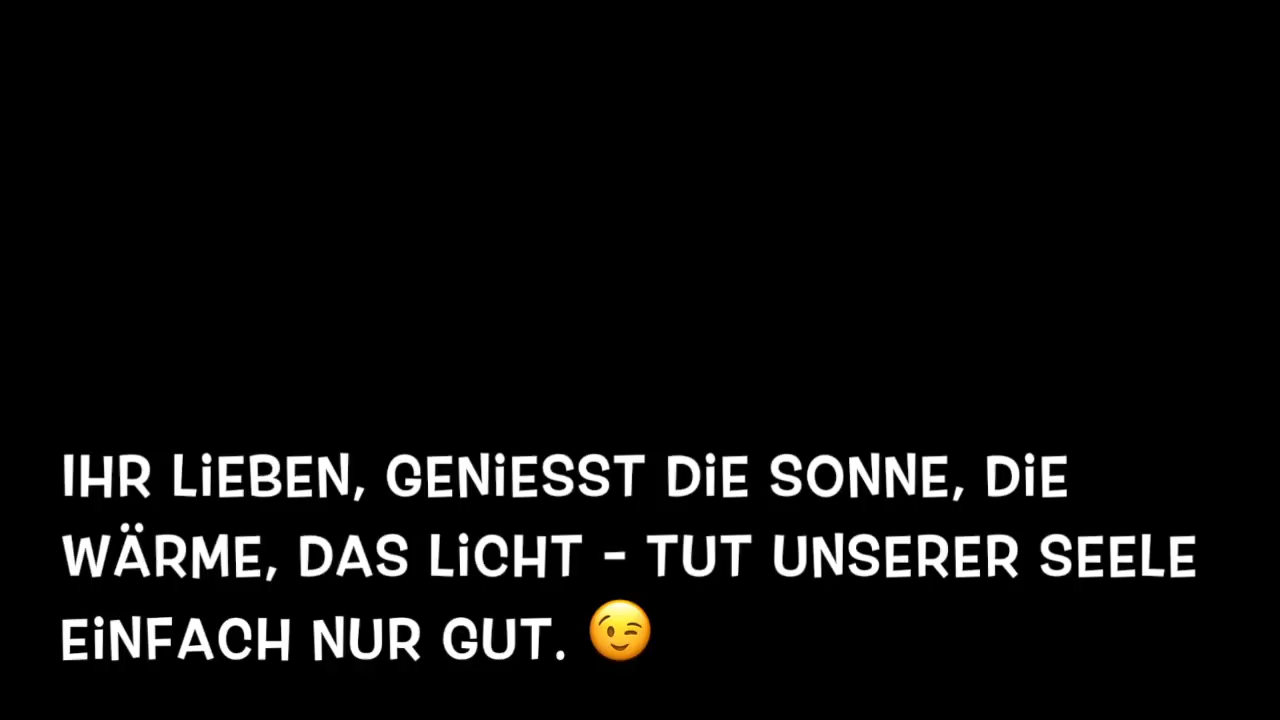 IHR LiEBEN, GENiESST DiE SONNE, DiE
WÄRME, DAS LiCHT - TUT UNSERER SEELE
EiNFACH NUR GUT. 😉